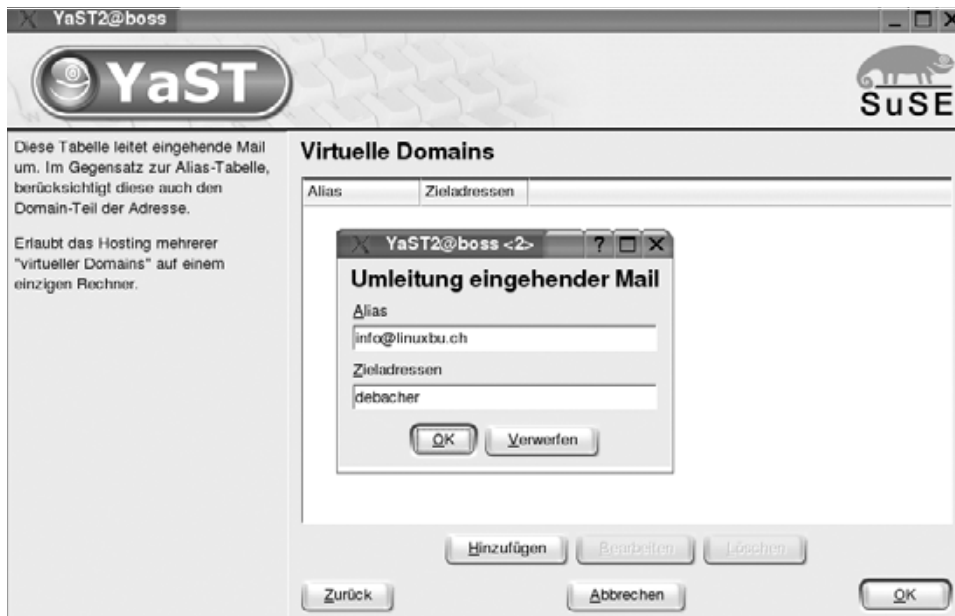 YaST2@boss
YaST
SuSE
Diese Tabelle leitet eingehende Mail
um. Im Gegensatz zur Alias-Tabelle,
berücksichtigt diese auch den
Domain-Teil der Adresse.
Erlaubt das Hosting mehrerer
"virtueller Domains" auf einem
einzigen Rechner.
Virtuelle Domains
Alias Zieladressen
YaST2@boss <2>
Umleitung eingehender Mail
Alias
info@linuxbu.ch
Zieladressen
debacher
OK Verwerfen
Hinzufügen Bearbeiten Löschen
Zurück Abbrechen OK